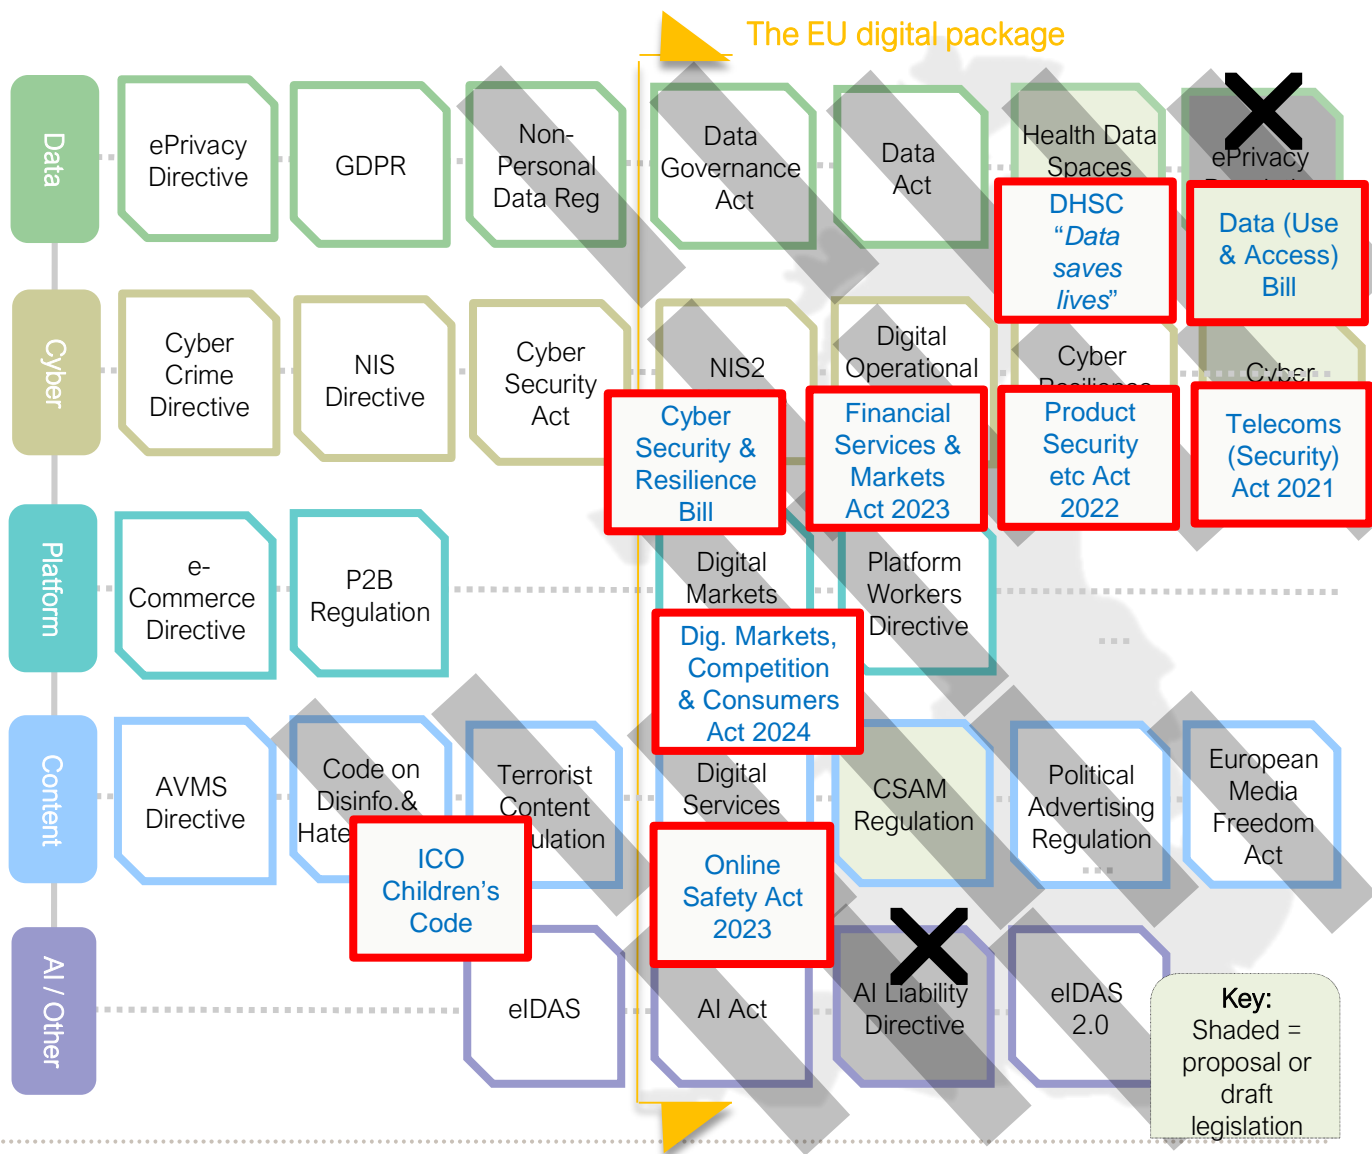 The EU digital package
Data
ePrivacy
Directive
GDPR
Non-
Personal
Data Reg
Data
Governance
Act
Data
Act
Health Data
Spaces
ePrivacy
DHSC
“Data
saves
lives”
Data (Use
& Access)
Bill
Cyber
Cyber
Crime
Directive
NIS
Directive
Cyber
Security
Act
NIS2
Digital
Operational
Cyber
Resilience
Cyber
Cyber
Security &
Resilience
Bill
Financial
Services &
Markets
Act 2023
Product
Security
etc Act
2022
Telecoms
(Security)
Act 2021
Platform
e-
Commerce
Directive
P2B
Regulation
Digital
Markets
Platform
Workers
Directive
...
Dig. Markets,
Competition
& Consumers
Act 2024
Content
AVMS
Directive
Code on
Disinfo.&
Hate
Terrorist
Content
ulation
Digital
Services
CSAM
Regulation
Political
Advertising
Regulation
...
European
Media
Freedom
Act
ICO
Children’s
Code
Online
Safety Act
2023
AI / Other
eIDAS
AI Act
AI Liability
Directive
eIDAS
2.0
Key:
Shaded =
proposal or
draft
legislation